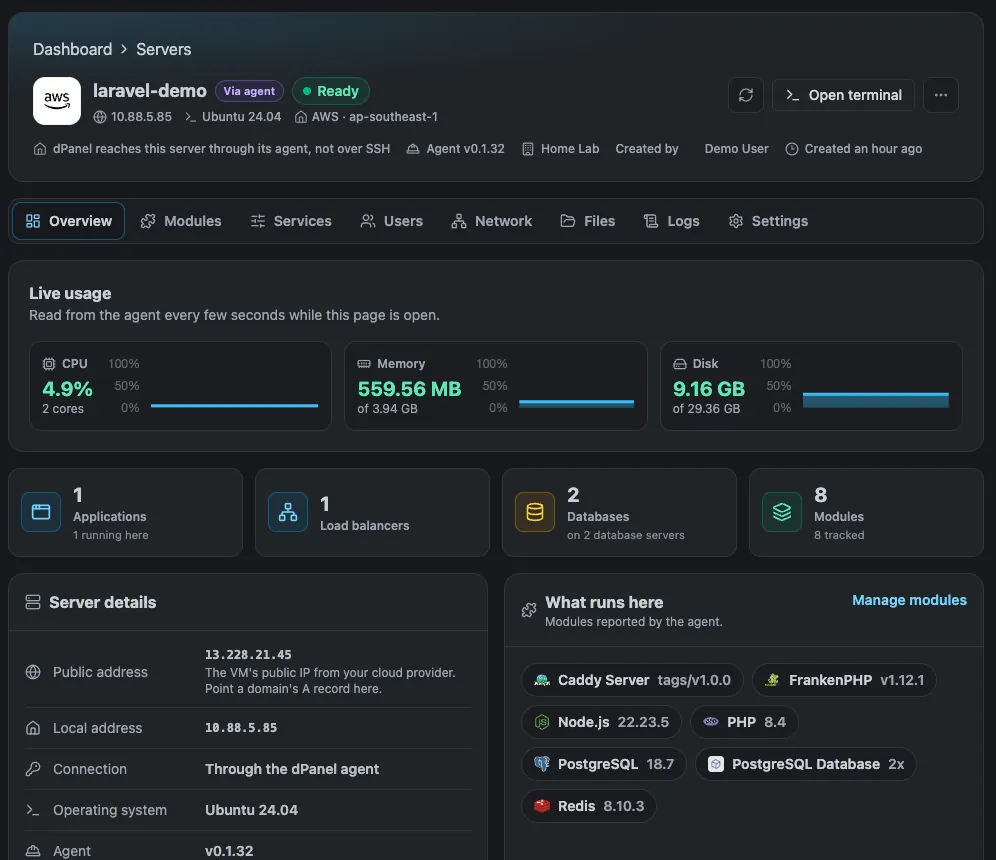 Dashboard > Servers
aws
laravel-demo Via agent Ready
Open terminal
10.88.5.85 Ubuntu 24.04 AWS · ap-southeast-1
dPanel reaches this server through its agent, not over SSH Agent v0.1.32 Home Lab Created by Demo User Created an hour ago
Overview Modules Services Users Network Files Logs Settings
Live usage
Read from the agent every few seconds while this page is open.
CPU
4.9%
2 cores
100%
50%
0%
Memory
559.56 MB
of 3.94 GB
100%
50%
0%
Disk
9.16 GB
of 29.36 GB
100%
50%
0%
1
Applications
1 running here
1
Load balancers
2
Databases
on 2 database servers
8
Modules
8 tracked
Server details
Public address
13.228.21.45
The VM's public IP from your cloud provider.
Point a domain's A record here.
Local address 10.88.5.85
Connection Through the dPanel agent
Operating system Ubuntu 24.04
Agent v0.1.32
What runs here
Modules reported by the agent.
Manage modules
Caddy Server tags/v1.0.0 FrankenPHP v1.12.1
Node.js 22.23.5 PHP 8.4
PostgreSQL 18.7 PostgreSQL Database 2x
Redis 8.10.3